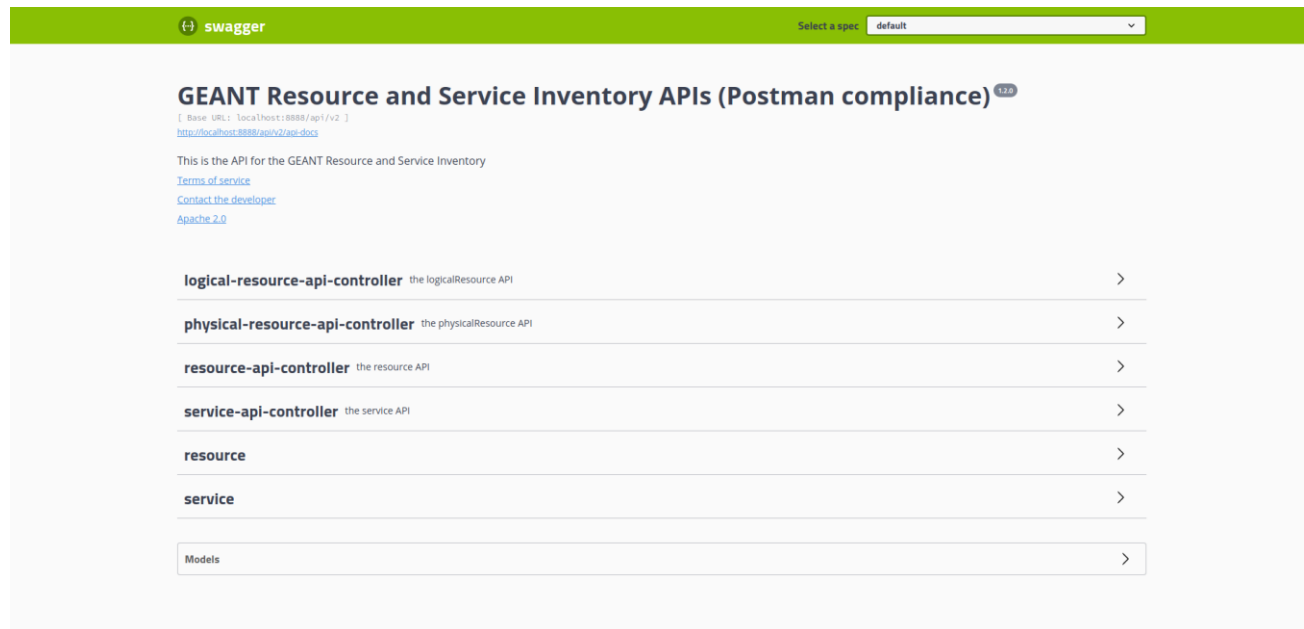 swagger
Select a spec default
GEANT Resource and Service Inventory APIs (Postman compliance) 1.2.0
[ Base URL: localhost:8888/api/v2 ]
http://localhost:8888/api/v2/api-docs
This is the API for the GEANT Resource and Service Inventory
Terms of service
Contact the developer
Apache 2.0
logical-resource-api-controller the logicalResource API
physical-resource-api-controller the physicalResource API
resource-api-controller the resource API
service-api-controller the service API
resource
service
Models